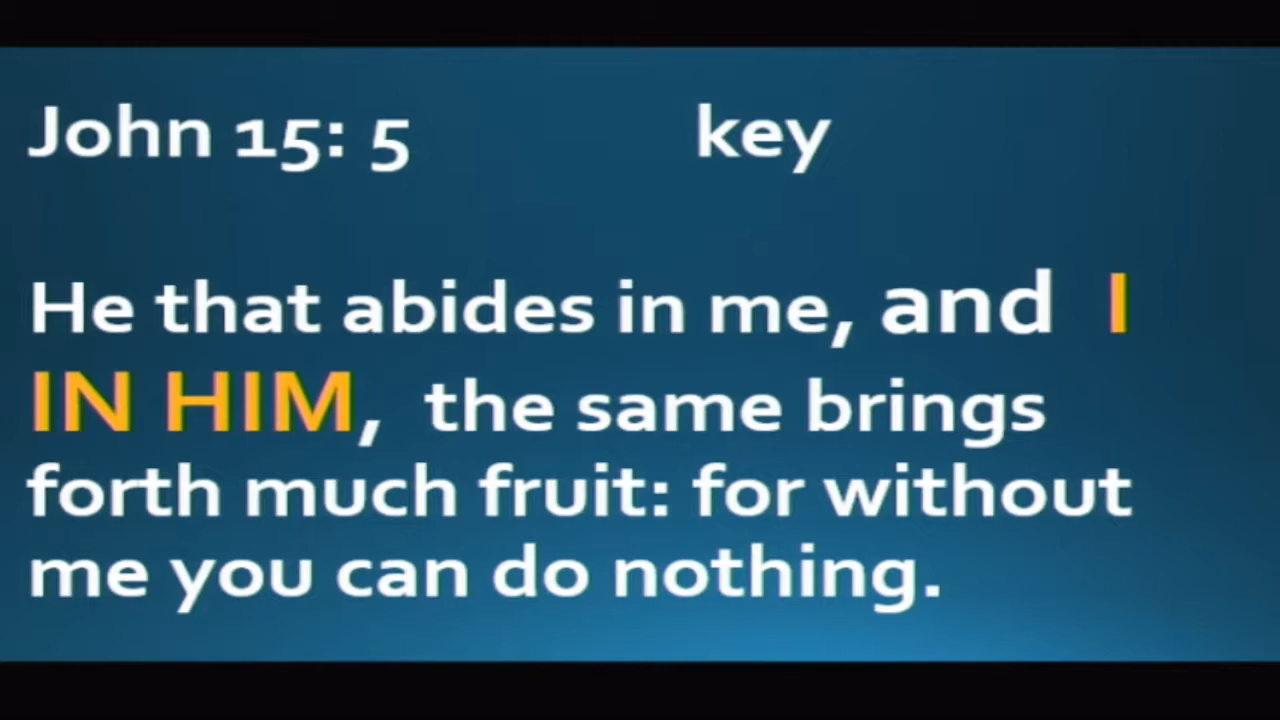 John 15: 5 key
He that abides in me, and I
IN HIM, the same brings
forth much fruit: for without
me you can do nothing.